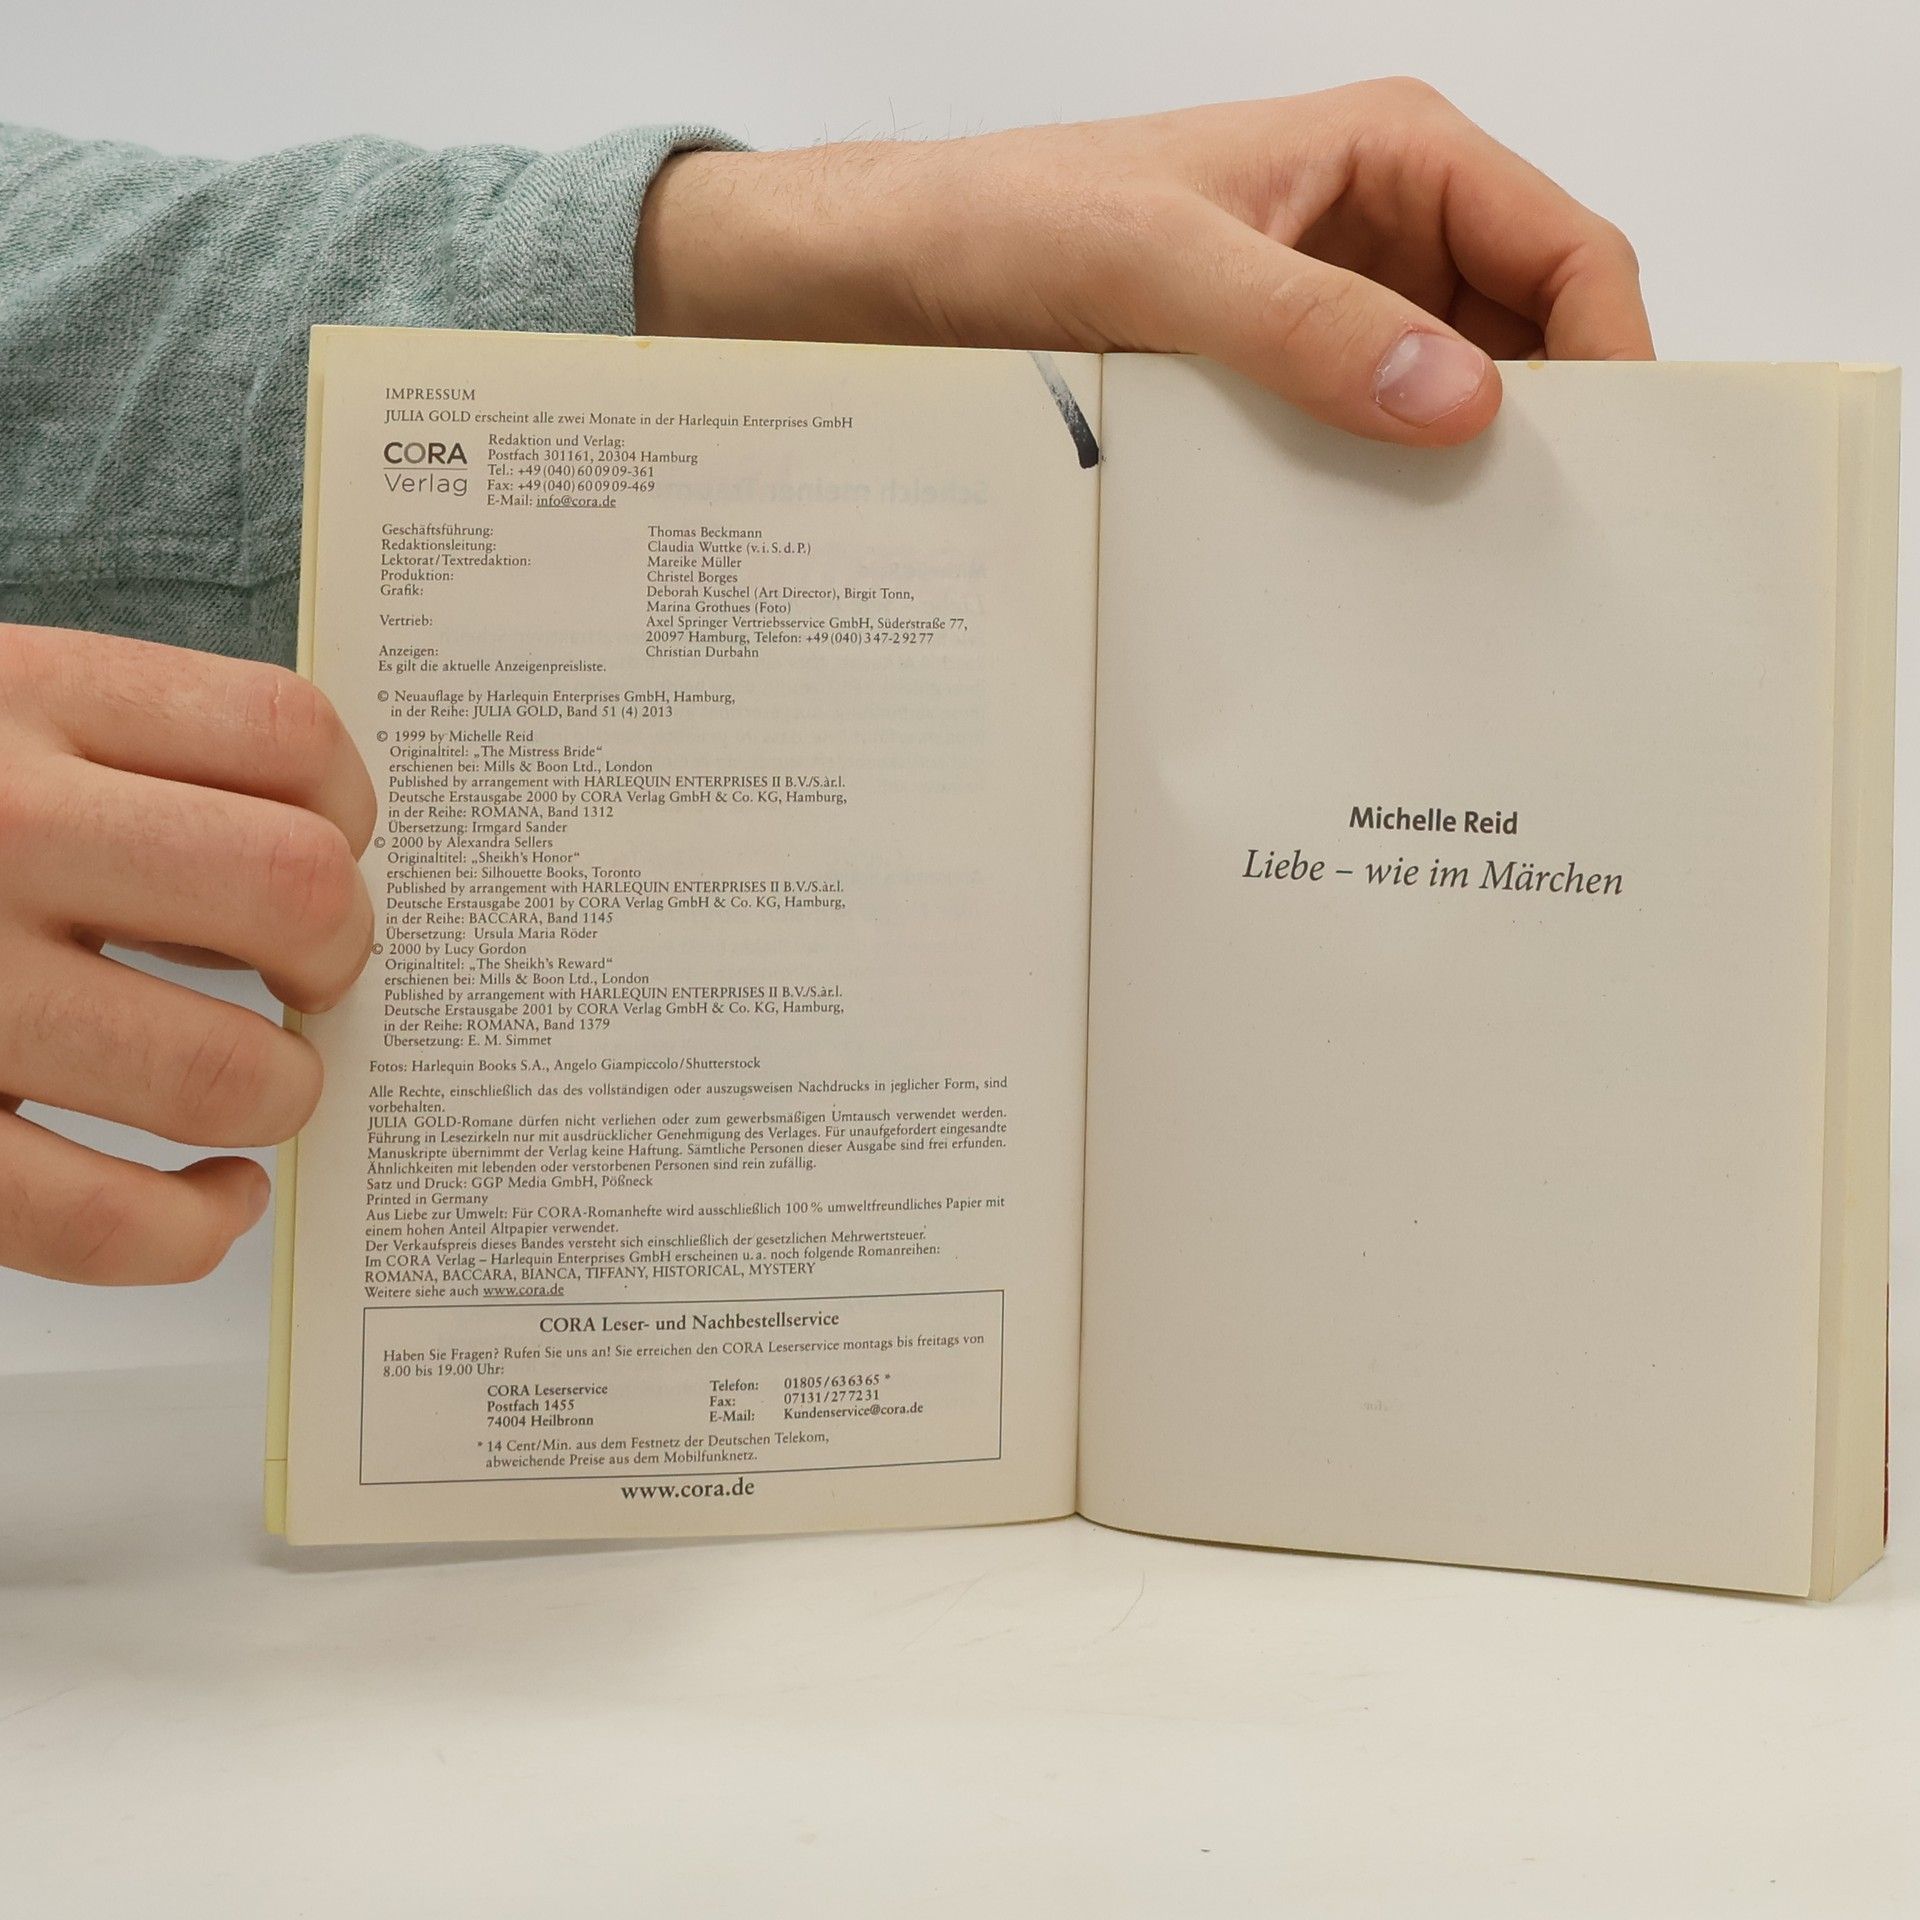 IMPRESSUM
JULIA GOLD erscheint alle zwei Monate in der Harlequin Enterprises GmbH
CORA
Verlag
Redaktion und Verlag:
Postfach 301161, 20304 Hamburg
Tel.: +49 (040) 6 00 9 09-361
Fax: +49 (040) 6 00 9 09-469
E-Mail: info@cora.de
Geschäftsführung: Thomas Beckmann
Redaktionsleitung: Claudia Wuttke (v. i. S. d. P.)
Lektorat/Textredaktion: Mareike Müller
Produktion: Christel Borges
Grafik: Deborah Kuschel (Art Director), Birgit Tonn,
Marina Grothues (Foto)
Vertrieb: Axel Springer Vertriebsservice GmbH, Süderstraße 77,
20097 Hamburg, Telefon: +49 (040) 3 47-2 92 77
Anzeigen: Christian Durbahn
Es gilt die aktuelle Anzeigenpreisliste.
© Neuauflage by Harlequin Enterprises GmbH, Hamburg,
in der Reihe: JULIA GOLD, Band 51 (4) 2013
© 1999 by Michelle Reid
Originaltitel: „The Mistress Bride“
erschienen bei: Mills & Boon Ltd., London
Published by arrangement with HARLEQUIN ENTERPRISES II B.V./S.àr.l.
Deutsche Erstausgabe 2000 by CORA Verlag GmbH & Co. KG, Hamburg,
in der Reihe: ROMANA, Band 1312
Übersetzung: Irmgard Sander
© 2000 by Alexandra Sellers
Originaltitel: „Sheikh's Honor“
erschienen bei: Silhouette Books, Toronto
Published by arrangement with HARLEQUIN ENTERPRISES II B.V./S.àr.l.
Deutsche Erstausgabe 2001 by CORA Verlag GmbH & Co. KG, Hamburg,
in der Reihe: BACCARA, Band 1145
Übersetzung: Ursula Maria Röder
© 2000 by Lucy Gordon
Originaltitel: „The Sheikh's Reward“
erschienen bei: Mills & Boon Ltd., London
Published by arrangement with HARLEQUIN ENTERPRISES II B.V./S.àr.l.
Deutsche Erstausgabe 2001 by CORA Verlag GmbH & Co. KG, Hamburg,
in der Reihe: ROMANA, Band 1379
Übersetzung: E. M. Simmet
Fotos: Harlequin Books S.A., Angelo Giampiccolo/Shutterstock
Alle Rechte, einschließlich das des vollständigen oder auszugsweisen Nachdrucks in jeglicher Form, sind
vorbehalten.
JULIA GOLD-Romane dürfen nicht verliehen oder zum gewerbsmäßigen Umtausch verwendet werden.
Führung in Lesezirkeln nur mit ausdrücklicher Genehmigung des Verlages. Für unaufgefordert eingesandte
Manuskripte übernimmt der Verlag keine Haftung. Sämtliche Personen dieser Ausgabe sind frei erfunden.
Ähnlichkeiten mit lebenden oder verstorbenen Personen sind rein zufällig.
Satz und Druck: GGP Media GmbH, Pößneck
Printed in Germany
Aus Liebe zur Umwelt: Für CORA-Romanhefte wird ausschließlich 100 % umweltfreundliches Papier mit
einem hohen Anteil Altpapier verwendet.
Der Verkaufspreis dieses Bandes versteht sich einschließlich der gesetzlichen Mehrwertsteuer.
Im CORA Verlag – Harlequin Enterprises GmbH erscheinen u. a. noch folgende Romanreihen:
ROMANA, BACCARA, BIANCA, TIFFANY, HISTORICAL, MYSTERY
Weitere siehe auch www.cora.de
CORA Leser- und Nachbestellservice
Haben Sie Fragen? Rufen Sie uns an! Sie erreichen den CORA Leserservice montags bis freitags von
8.00 bis 19.00 Uhr:
CORA Leserservice Telefon: 01805/63 63 65 *
Postfach 1455 Fax: 07131/27 72 31
74004 Heilbronn E-Mail: Kundenservice@cora.de
* 14 Cent/Min. aus dem Festnetz der Deutschen Telekom,
abweichende Preise aus dem Mobilfunknetz.
www.cora.de
Michelle Reid
Liebe – wie im Märchen